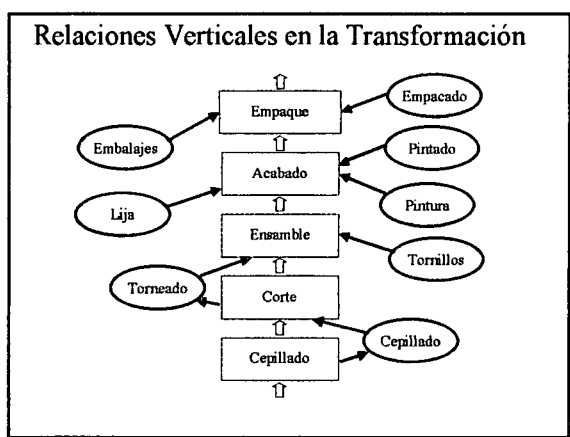 Relaciones Verticales en la Transformación
Empaque
Empacado
Embalajes
Pintado
Acabado
Lija
Pintura
Ensamble
Tornillos
Torneado
Corte
Cepillado
Cepillado